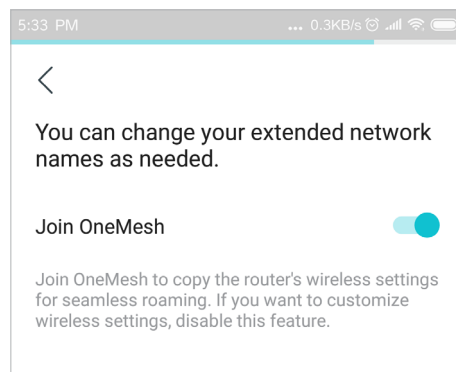 5:33 PM ... 0.3KB/s
You can change your extended network
names as needed.
Join OneMesh
Join OneMesh to copy the router's wireless settings
for seamless roaming. If you want to customize
wireless settings, disable this feature.